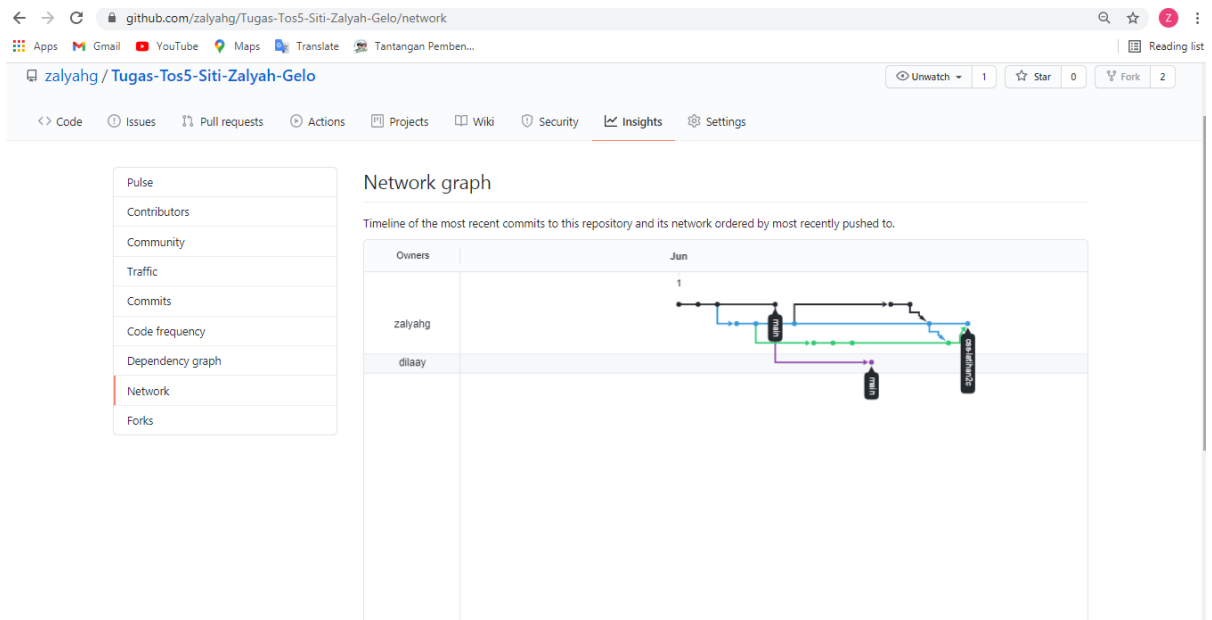 github.com/zalyahg/Tugas-Tos5-Siti-Zalyah-Gelo/network
Z
Apps Gmail YouTube Maps Translate Tantangan Pemben... Reading list
zalyahg / Tugas-Tos5-Siti-Zalyah-Gelo Unwatch 1 Star 0 Fork 2
Code Issues Pull requests Actions Projects Wiki Security Insights Settings
Pulse
Contributors
Community
Traffic
Commits
Code frequency
Dependency graph
Network
Forks
Network graph
Timeline of the most recent commits to this repository and its network ordered by most recently pushed to.
Owners Jun
1
zalyahg
main
css-latihan2c
dilaay
main